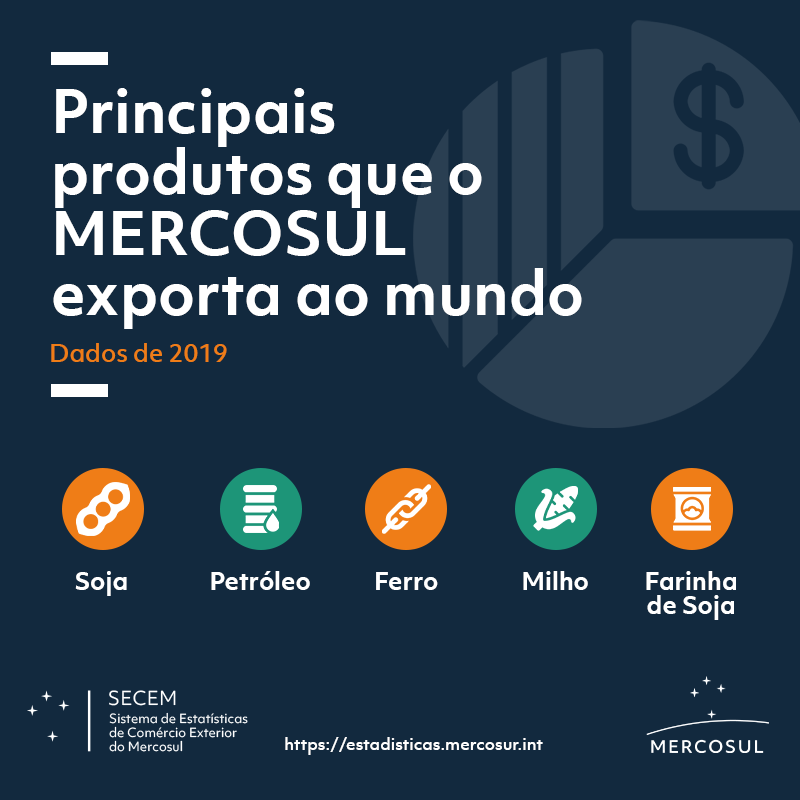 Principais
produtos que o
MERCOSUL
exporta ao mundo
Dados de 2019
$
Soja
Petróleo
Ferro
Milho
Farinha
de Soja
SECEM
Sistema de Estatísticas
de Comércio Exterior
do Mercosul
https://estadisticas.mercosur.int
MERCOSUL